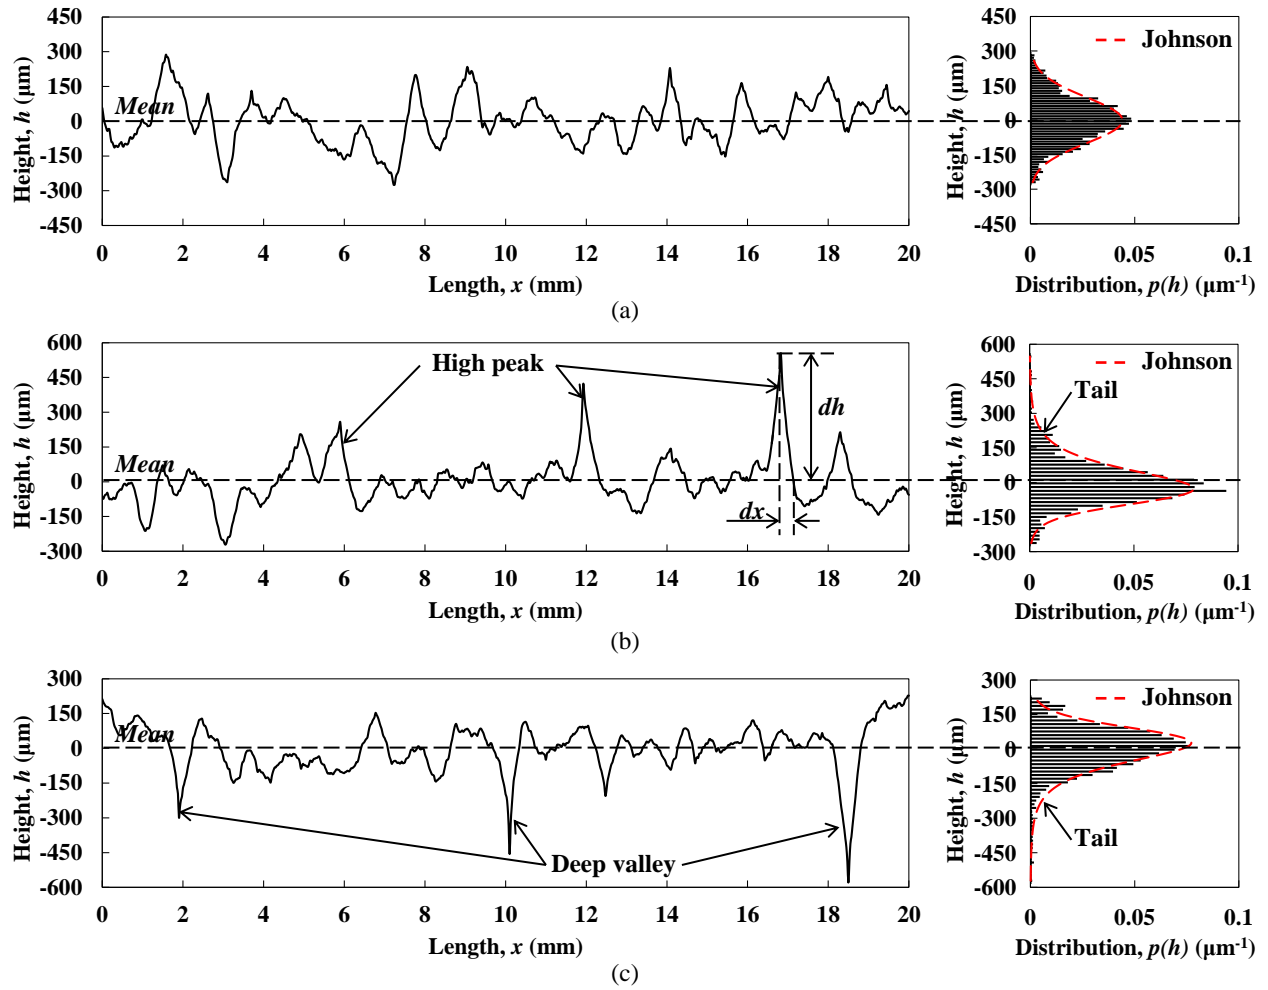 450
300
150
0
-150
-300
-450
Height, h (μm)
Mean
0 2 4 6 8 10 12 14 16 18 20
Length, x (mm)
450
300
150
0
-150
-300
-450
Height, h (μm)
Johnson
0 0.05 0.1
Distribution, p(h) (μm-1)
(a)
600
450
300
150
0
-150
-300
Height, h (μm)
High peak
Mean
dh
dx
0 2 4 6 8 10 12 14 16 18 20
Length, x (mm)
600
450
300
150
0
-150
-300
Height, h (μm)
Johnson
Tail
0 0.05 0.1
Distribution, p(h) (μm-1)
(b)
300
150
0
-150
-300
-450
-600
Height, h (μm)
Mean
Deep valley
0 2 4 6 8 10 12 14 16 18 20
Length, x (mm)
300
150
0
-150
-300
-450
-600
Height, h (μm)
Johnson
Tail
0 0.05 0.1
Distribution, p(h) (μm-1)
(c)